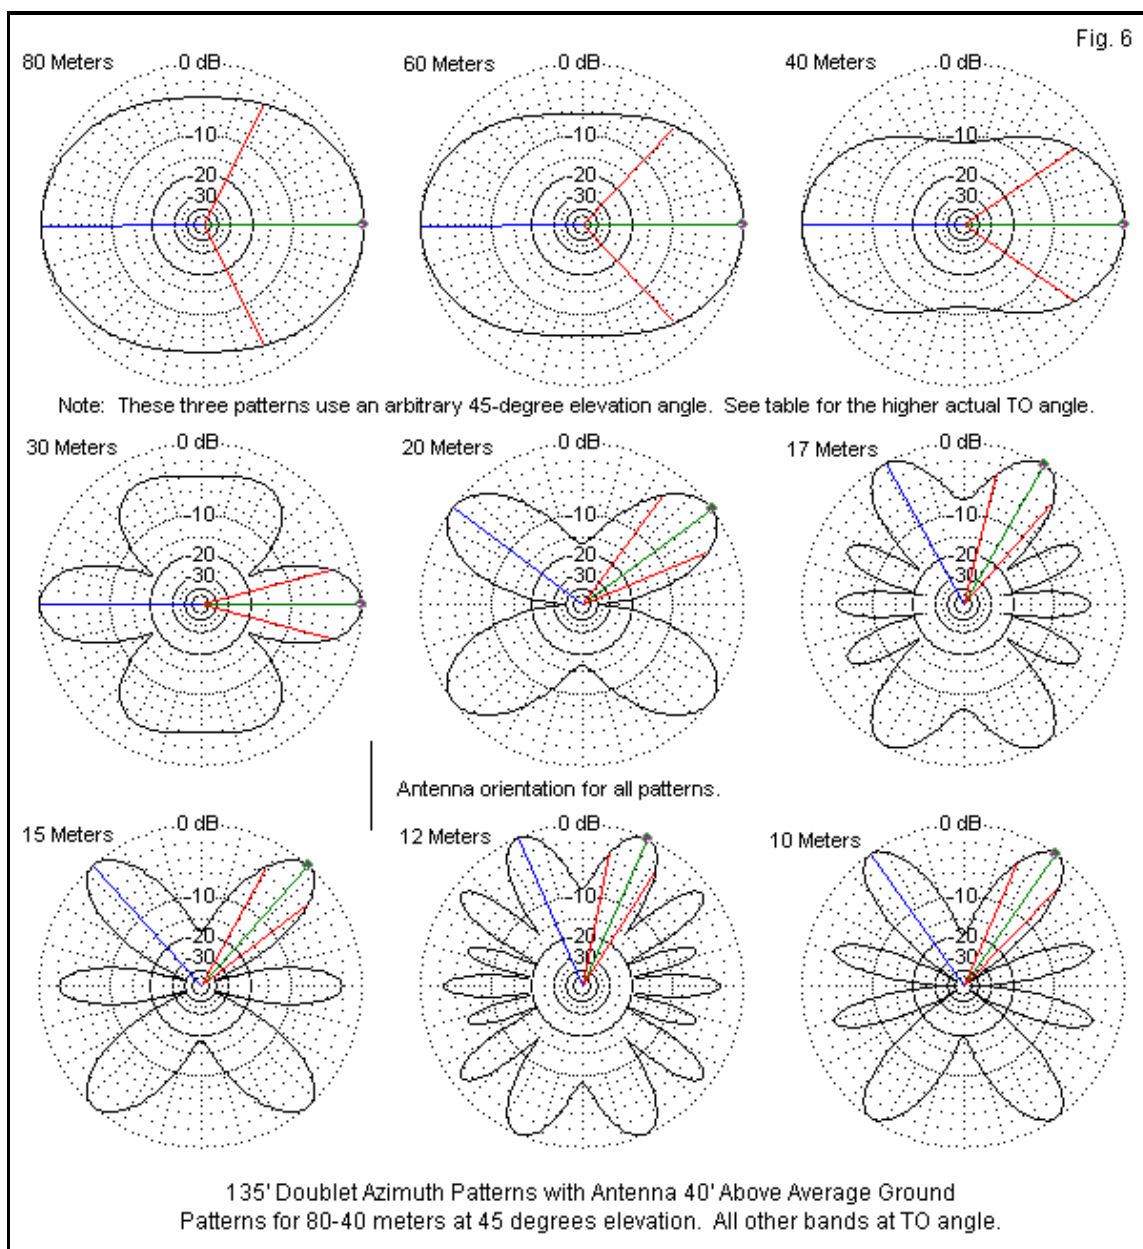 Fig. 6
80 Meters
0 dB
-10
20
30
60 Meters
0 dB
-10
20
30
40 Meters
0 dB
-10
20
30
Note: These three patterns use an arbitrary 45-degree elevation angle. See table for the higher actual TO angle.
30 Meters
0 dB
-10
20
30
20 Meters
0 dB
-10
20
30
17 Meters
0 dB
-10
20
30
Antenna orientation for all patterns.
15 Meters
0 dB
-10
20
30
12 Meters
0 dB
-10
20
30
10 Meters
0 dB
-10
20
30
135' Doublet Azimuth Patterns with Antenna 40' Above Average Ground
Patterns for 80-40 meters at 45 degrees elevation. All other bands at TO angle.